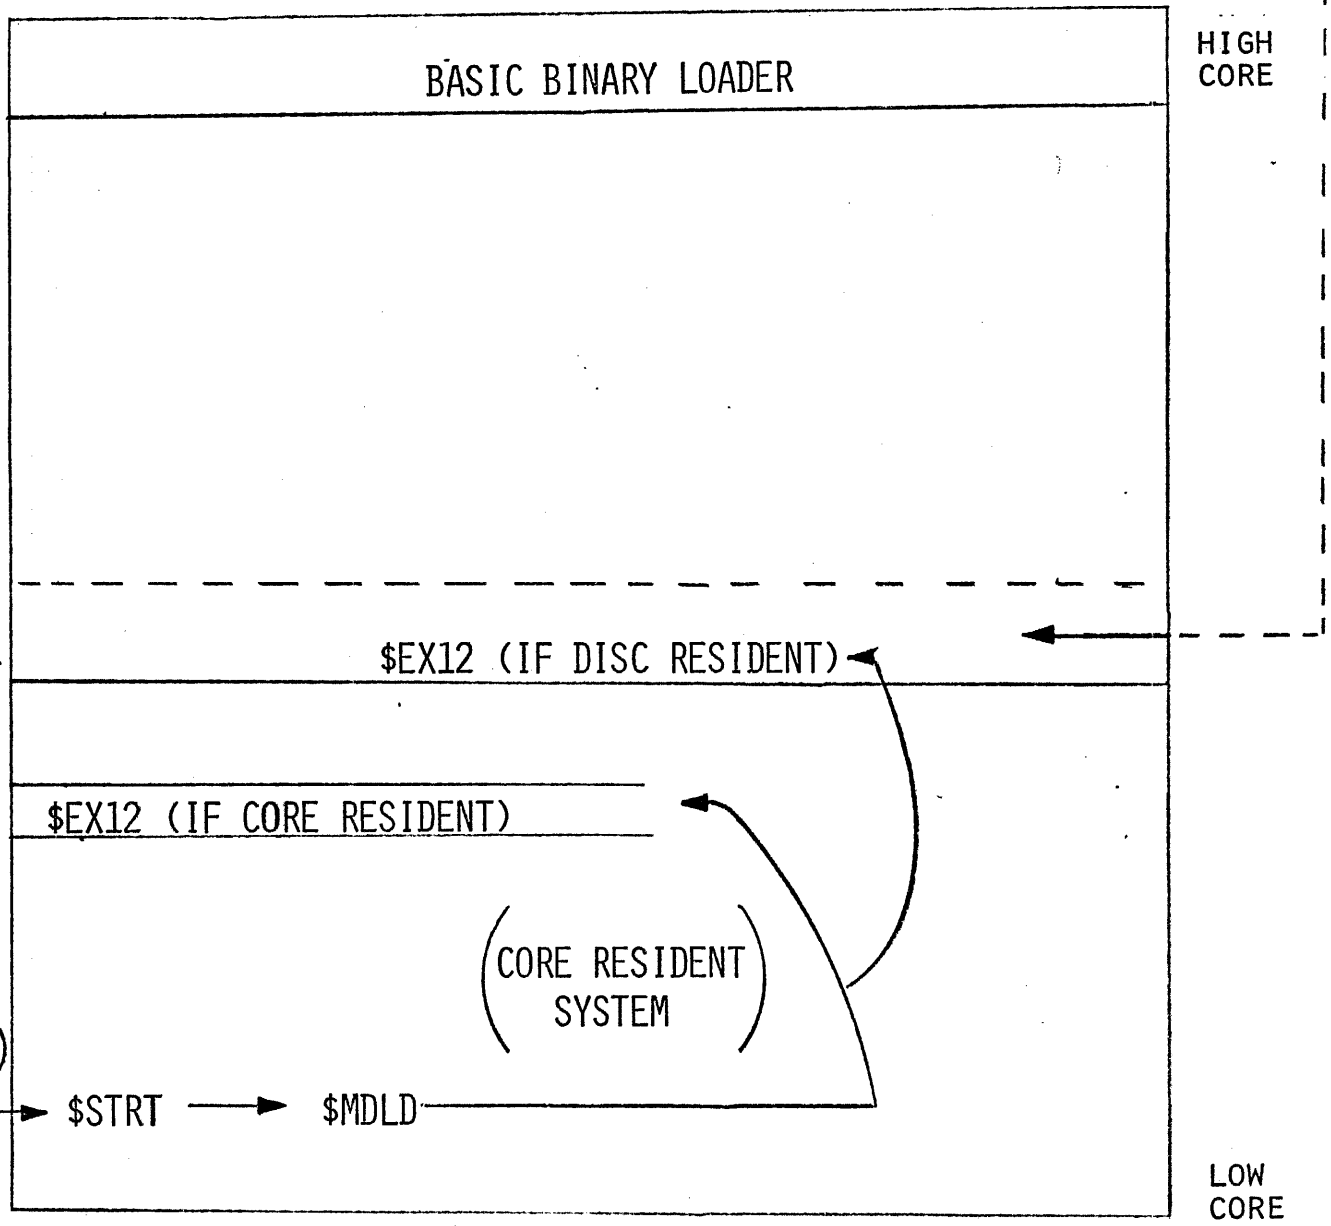 HIGH
CORE
BASIC BINARY LOADER
$EX12 (IF DISC RESIDENT)
$EX12 (IF CORE RESIDENT)
(CORE RESIDENT
SYSTEM)
$STRT
$MDLD
LOW
CORE